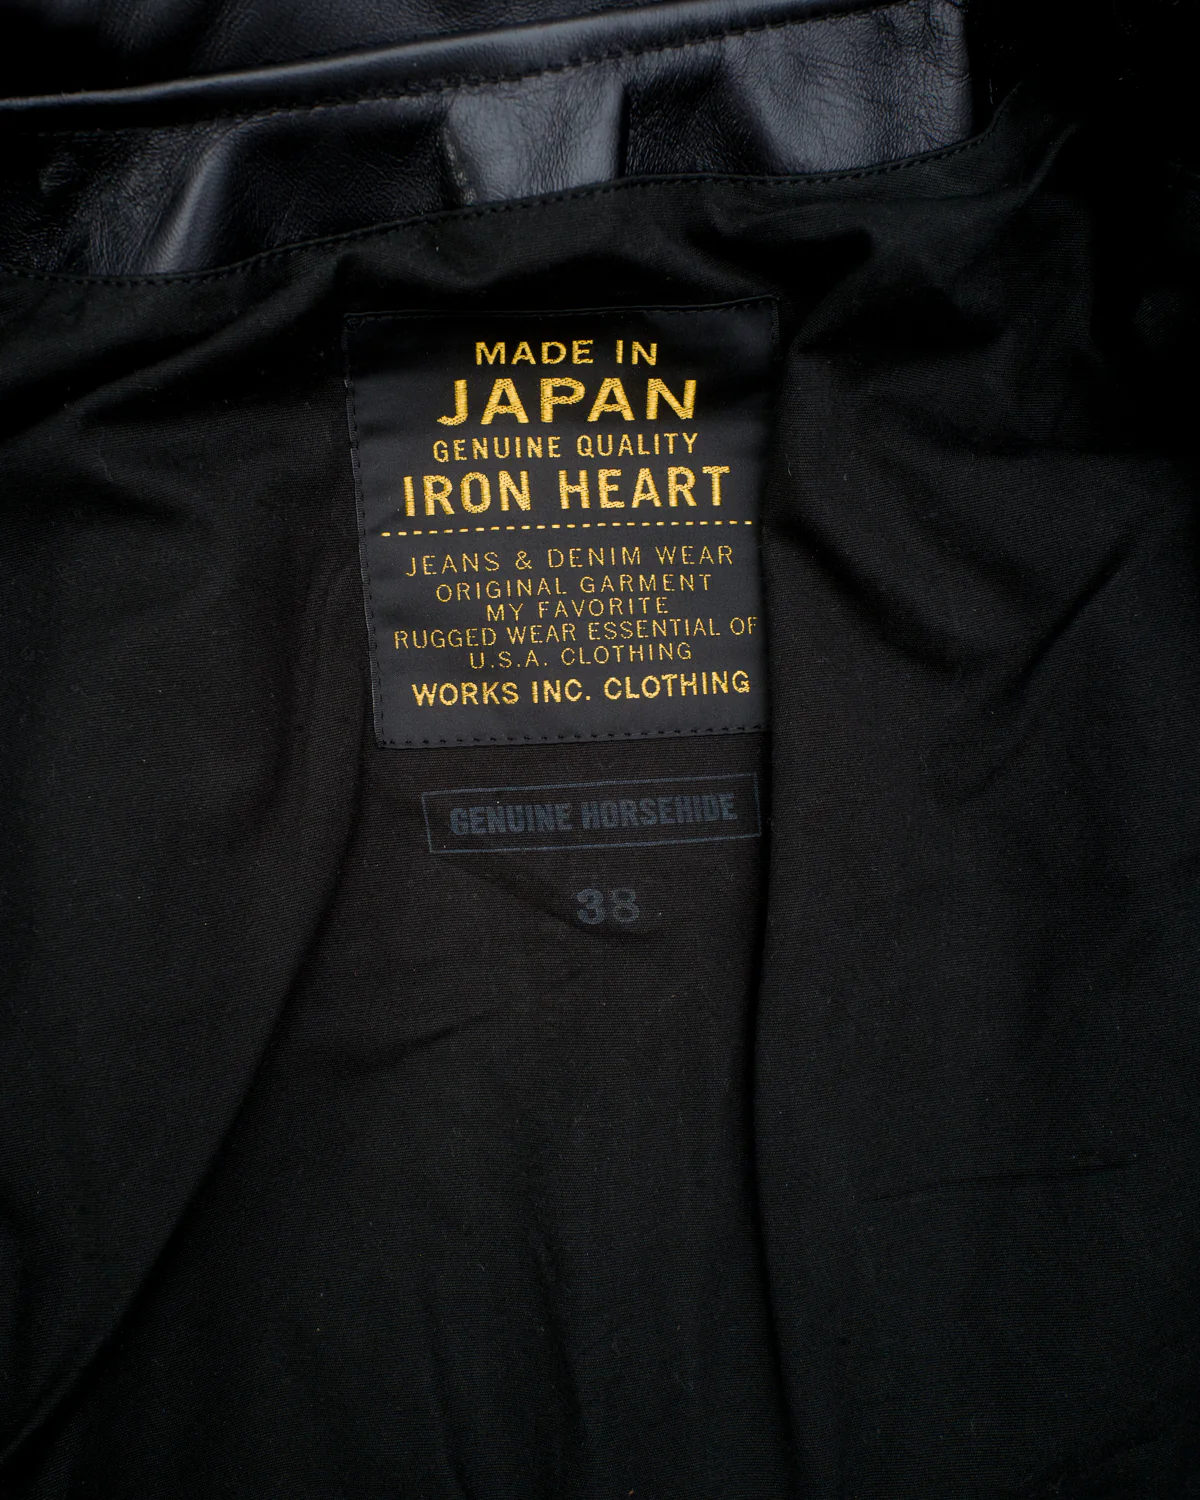 MADE IN
JAPAN
GENUINE QUALITY
IRON HEART
JEANS & DENIM WEAR
ORIGINAL GARMENT
MY FAVORITE
RUGGED WEAR ESSENTIAL OF
U.S.A. CLOTHING
WORKS INC. CLOTHING
GENUINE HORSEHIDE
38